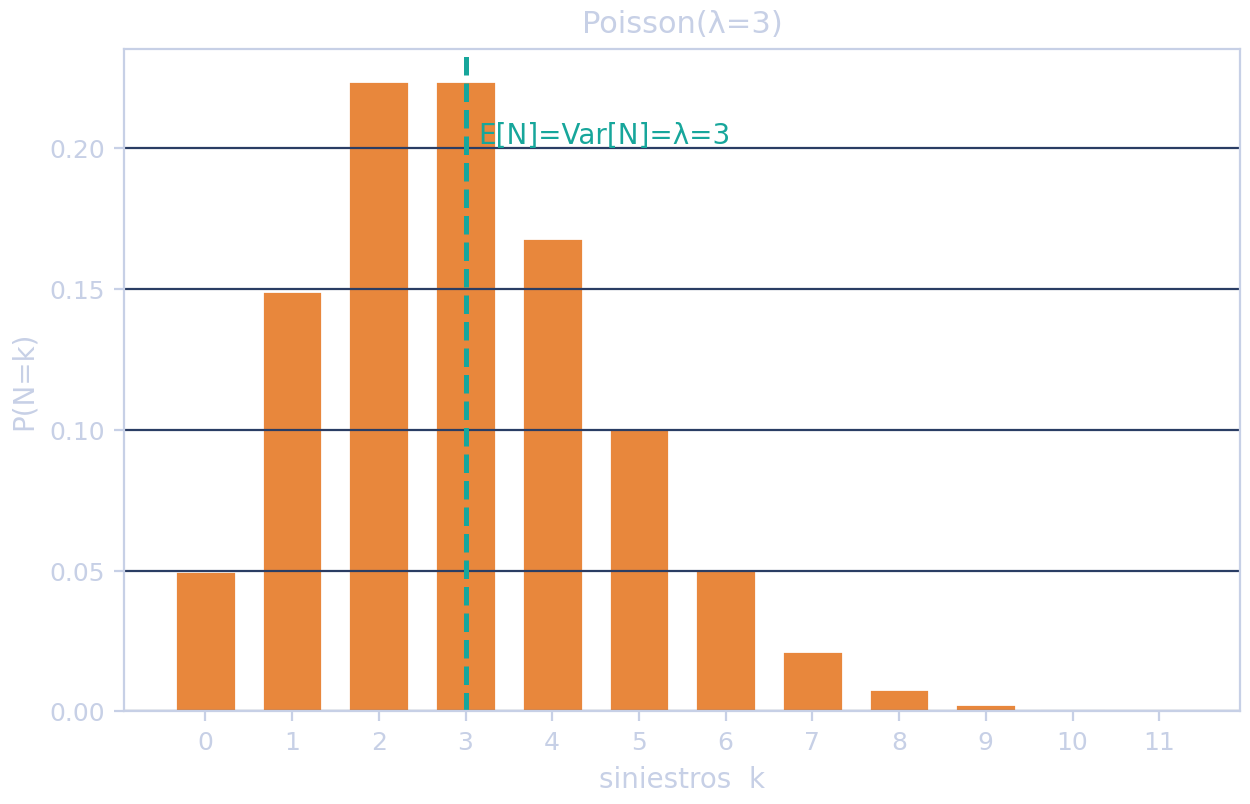 Poisson(λ=3)
E[N]=Var[N]=λ=3
P(N=k)
0.20
0.15
0.10
0.05
0.00
0 1 2 3 4 5 6 7 8 9 10 11
siniestros k